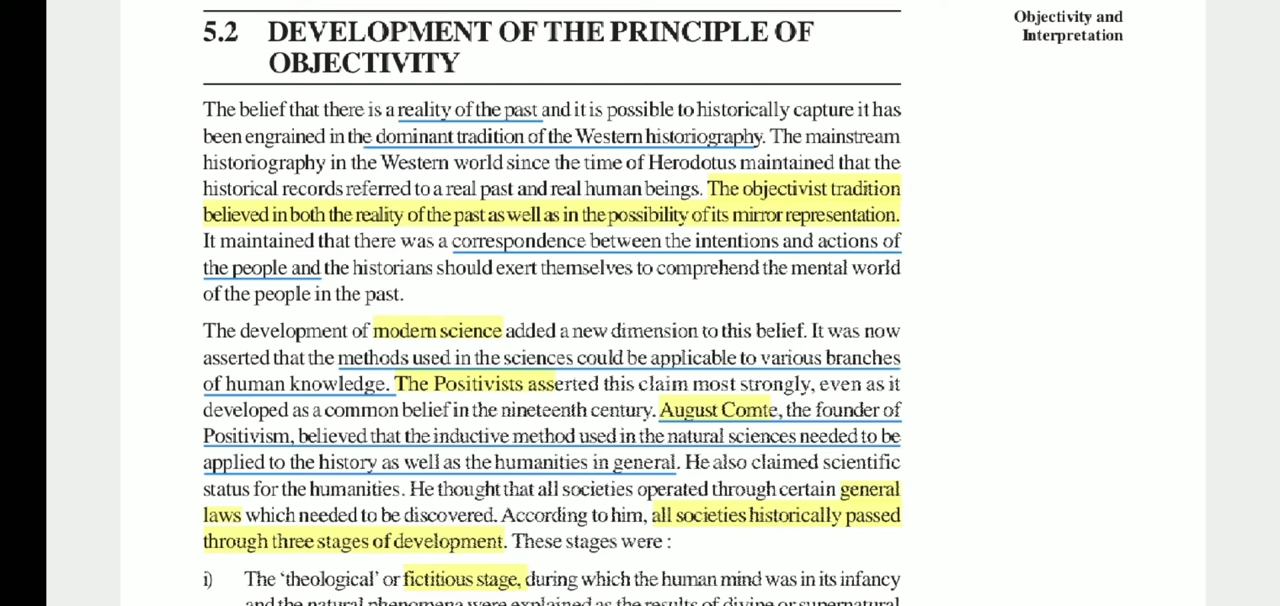 5.2 DEVELOPMENT OF THE PRINCIPLE OF
OBJECTIVITY
Objectivity and
Interpretation
The belief that there is a reality of the past and it is possible to historically capture it has
been engrained in the dominant tradition of the Western historiography. The mainstream
historiography in the Western world since the time of Herodotus maintained that the
historical records referred to a real past and real human beings. The objectivist tradition
believed in both the reality of the past as well as in the possibility of its mirror representation.
It maintained that there was a correspondence between the intentions and actions of
the people and the historians should exert themselves to comprehend the mental world
of the people in the past.
The development of modern science added a new dimension to this belief. It was now
asserted that the methods used in the sciences could be applicable to various branches
of human knowledge. The Positivists asserted this claim most strongly, even as it
developed as a common belief in the nineteenth century. August Comte, the founder of
Positivism, believed that the inductive method used in the natural sciences needed to be
applied to the history as well as the humanities in general. He also claimed scientific
status for the humanities. He thought that all societies operated through certain general
laws which needed to be discovered. According to him, all societies historically passed
through three stages of development. These stages were :
i) The ‘theological’ or fictitious stage, during which the human mind was in its infancy
and the natural phenomena were explained as the results of divine or supernatural